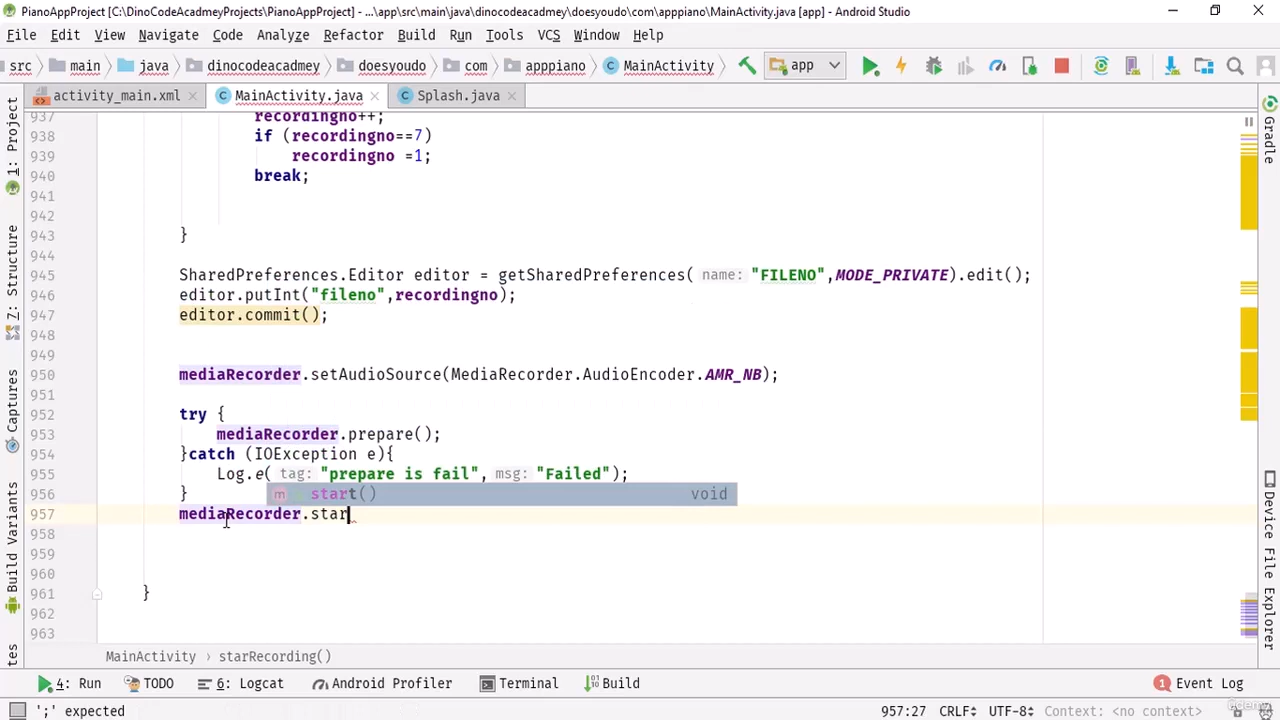 PianoAppProject [C:\DinoCodeAcadmeyProjects\PianoAppProject] - ...\app\src\main\java\dinocodeacadmey\doesyoudo\com\apppiano\MainActivity.java [app] - Android Studio
File Edit View Navigate Code Analyze Refactor Build Run Tools VCS Window Help
src main java dinocodeacadmey doesyoudo com apppiano MainActivity app
activity_main.xml MainActivity.java Splash.java
1: Project
Z: Structure
Captures
Build Variants
tes
937 recordingno++;
938 if (recordingno==7)
939 recordingno =1;
940 break;
941
942
943 }
944
945 SharedPreferences.Editor editor = getSharedPreferences( name: "FILENO",MODE_PRIVATE).edit();
946 editor.putInt("fileno",recordingno);
947 editor.commit();
948
949
950 mediaRecorder.setAudioSource(MediaRecorder.AudioEncoder.AMR_NB);
951
952 try {
953 mediaRecorder.prepare();
954 }catch (IOException e){
955 Log.e( tag: "prepare is fail", msg: "Failed");
956 }
m start() void
957 mediaRecorder.star
958
959
960
961 }
962
963
Gradle
Device File Explorer
MainActivity › starRecording()
4: Run TODO 6: Logcat Android Profiler Terminal Build 1 Event Log
';' expected 957:27 CRLF UTF-8 Context: <no context>